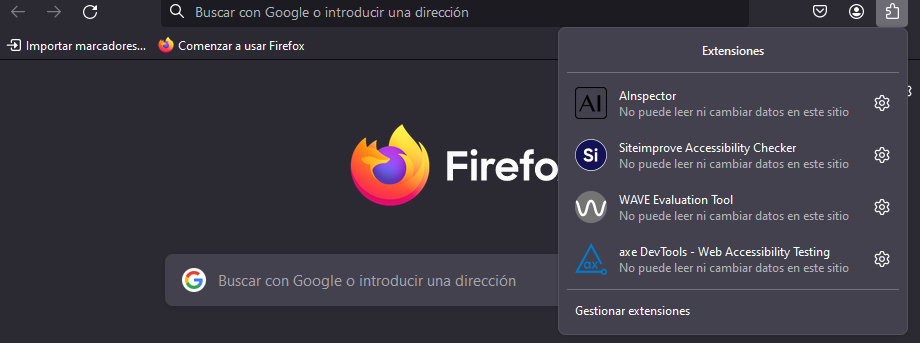 Buscar con Google o introducir una dirección
Importar marcadores...
Comenzar a usar Firefox
Firefo
Buscar con Google o introducir una dirección
Extensiones
AI
AInspector
No puede leer ni cambiar datos en este sitio
Si
Siteimprove Accessibility Checker
No puede leer ni cambiar datos en este sitio
WAVE Evaluation Tool
No puede leer ni cambiar datos en este sitio
ax
axe DevTools - Web Accessibility Testing
No puede leer ni cambiar datos en este sitio
Gestionar extensiones